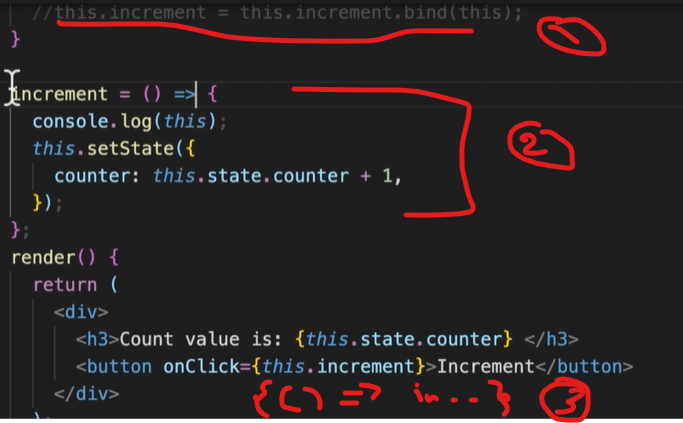 //this.increment = this.increment.bind(this);
1
}
increment = () => {
console.log(this);
2
this.setState({
counter: this.state.counter + 1,
});
};
render() {
return (
<div>
<h3>Count value is: {this.state.counter} </h3>
<button onClick={this.increment}>Increment</button>
</div>
{() => in...}
3